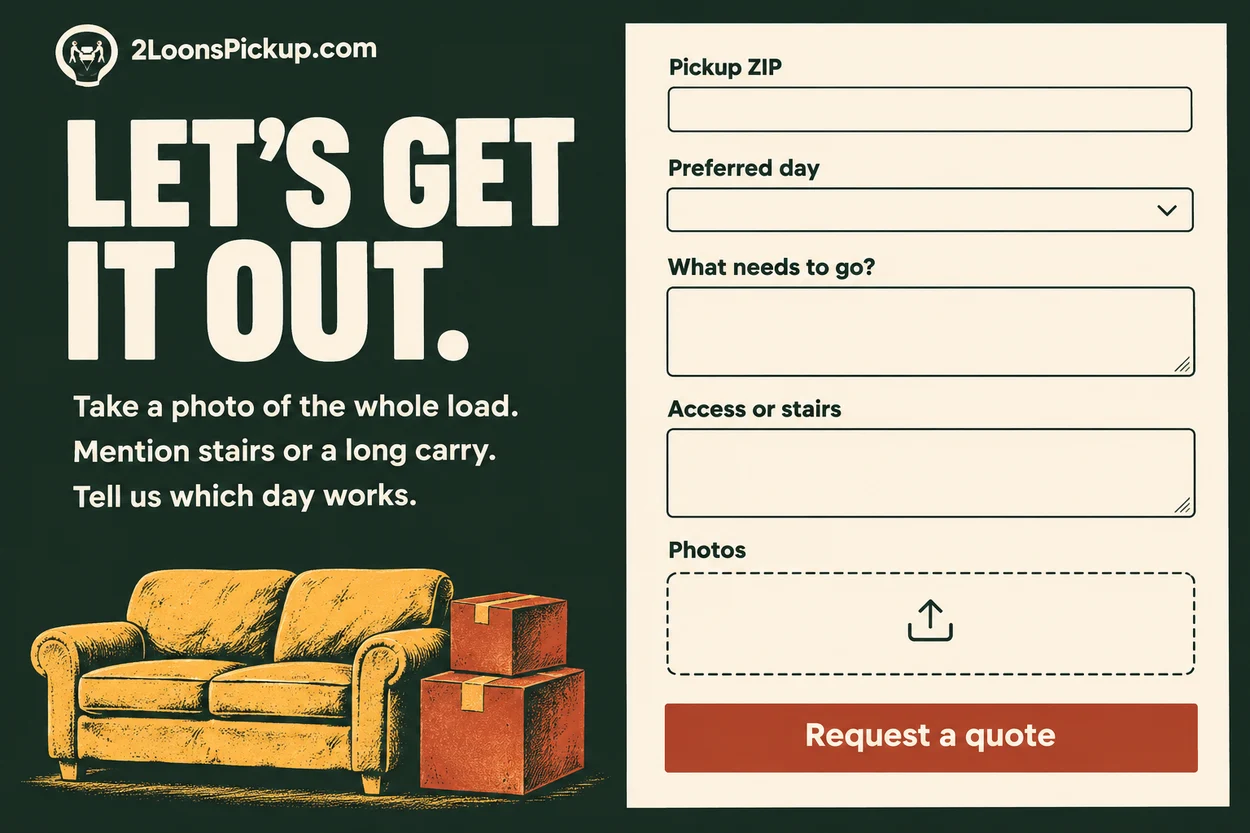 2LoonsPickup.com
LET’S GET
IT OUT.
Take a photo of the whole load.
Mention stairs or a long carry.
Tell us which day works.
Pickup ZIP
Preferred day
What needs to go?
Access or stairs
Photos
Request a quote